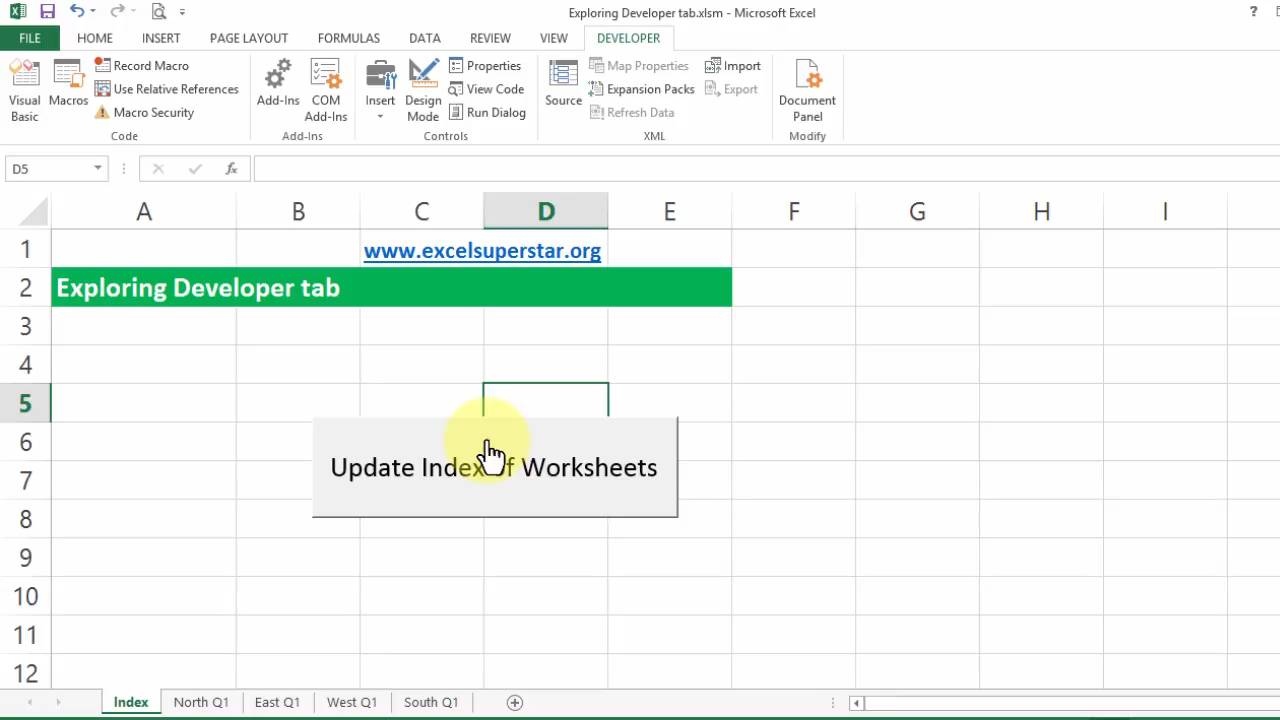 Exploring Developer tab.xlsm - Microsoft Excel ?
FILE HOME INSERT PAGE LAYOUT FORMULAS DATA REVIEW VIEW DEVELOPER
Visual Basic
Macros
Record Macro
Use Relative References
Macro Security
Code
Add-Ins
COM Add-Ins
Add-Ins
Insert
Design Mode
Properties
View Code
Run Dialog
Controls
Source
Map Properties
Expansion Packs
Refresh Data
Import
Export
XML
Document Panel
Modify
D5 fx
A B C D E F G H I
1 www.excelsuperstar.org
2 Exploring Developer tab
3
4
5
6
Update Index of Worksheets
7
8
9
10
11
12
Index North Q1 East Q1 West Q1 South Q1